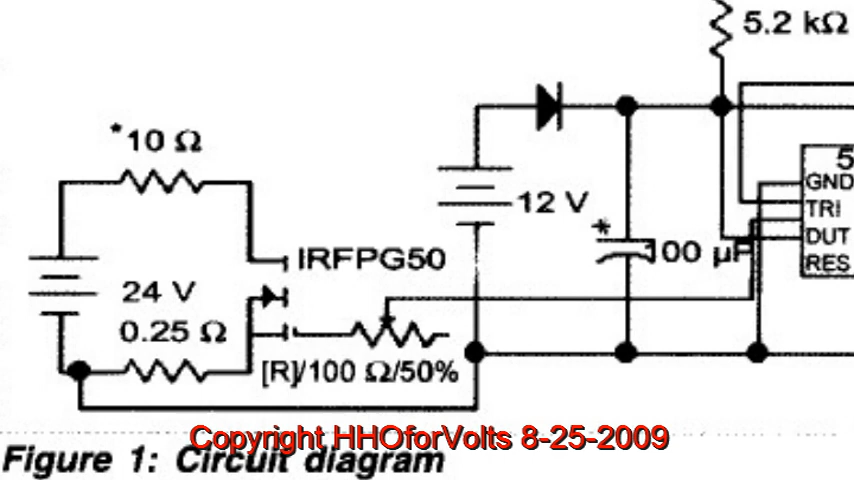 5.2 kΩ
*10 Ω
5
GND
TRI
DUT
RES
12 V
*
100 µF
IRFPG50
24 V
0.25 Ω
[R]/100 Ω/50%
Copyright HHOforVolts 8-25-2009
Figure 1: Circuit diagram